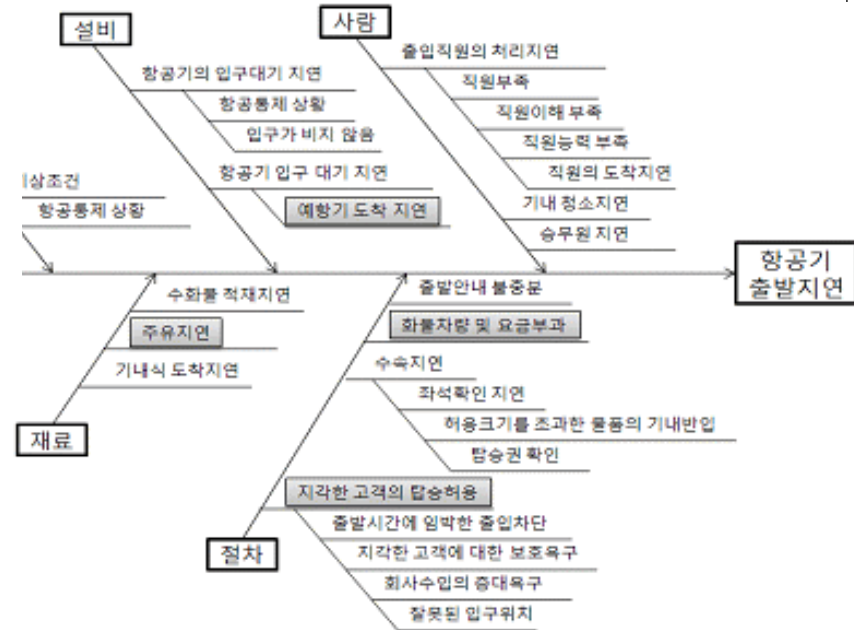 설비
사람
항공기의 입구대기 지연
항공통제 상황
입구가 비지 않음
항공기 입구 대기 지연
예항기 도착 지연
출입직원의 처리지연
직원부족
직원이해 부족
직원능력 부족
직원의 도착지연
기내 청소지연
승무원 지연
상조건
항공통제 상황
항공기
출발지연
수화물 적재지연
주유지연
기내식 도착지연
재료
출발안내 불충분
화물차량 및 요금부과
수속지연
좌석확인 지연
허용크기를 초과한 물품의 기내반입
탑승권 확인
지각한 고객의 탑승허용
출발시간에 임박한 출입차단
지각한 고객에 대한 보호욕구
회사수입의 증대욕구
잘못된 입구위치
절차